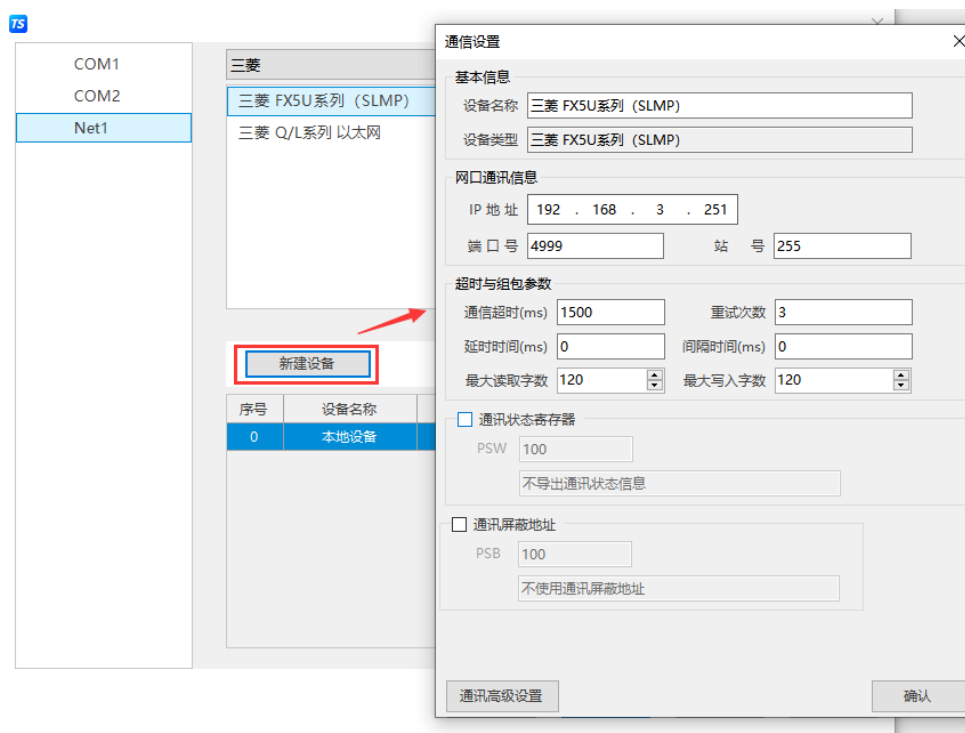 TS
COM1
COM2
Net1
三菱
三菱 FX5U系列（SLMP）
三菱 Q/L系列 以太网
新建设备
序号 设备名称
0 本地设备
通信设置
基本信息
设备名称 三菱 FX5U系列（SLMP）
设备类型 三菱 FX5U系列（SLMP）
网口通讯信息
IP 地 址 192 . 168 . 3 . 251
端 口 号 4999 站 号 255
超时与组包参数
通信超时(ms) 1500 重试次数 3
延时时间(ms) 0 间隔时间(ms) 0
最大读取字数 120 最大写入字数 120
通讯状态寄存器
PSW 100
不导出通讯状态信息
通讯屏蔽地址
PSB 100
不使用通讯屏蔽地址
通讯高级设置 确认